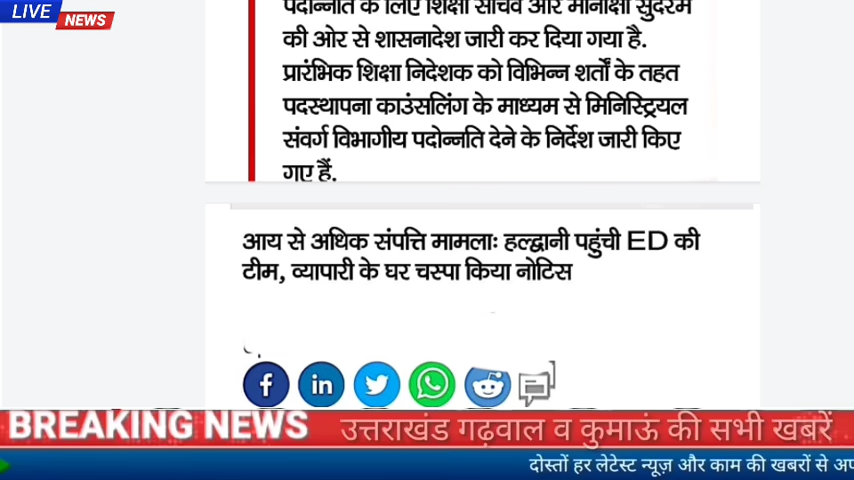 LIVE
NEWS
पदोन्नति के लिए शिक्षा सचिव आर मीनाक्षी सुंदरम
की ओर से शासनादेश जारी कर दिया गया है.
प्रारंभिक शिक्षा निदेशक को विभिन्न शर्तों के तहत
पदस्थापना काउंसलिंग के माध्यम से मिनिस्ट्रियल
संवर्ग विभागीय पदोन्नति देने के निर्देश जारी किए
गए हैं.
आय से अधिक संपत्ति मामलाः हल्द्वानी पहुंची ED की
टीम, व्यापारी के घर चस्पा किया नोटिस
BREAKING NEWS
उत्तराखंड गढ़वाल व कुमाऊं की सभी खबरें
दोस्तों हर लेटेस्ट न्यूज़ और काम की खबरों से